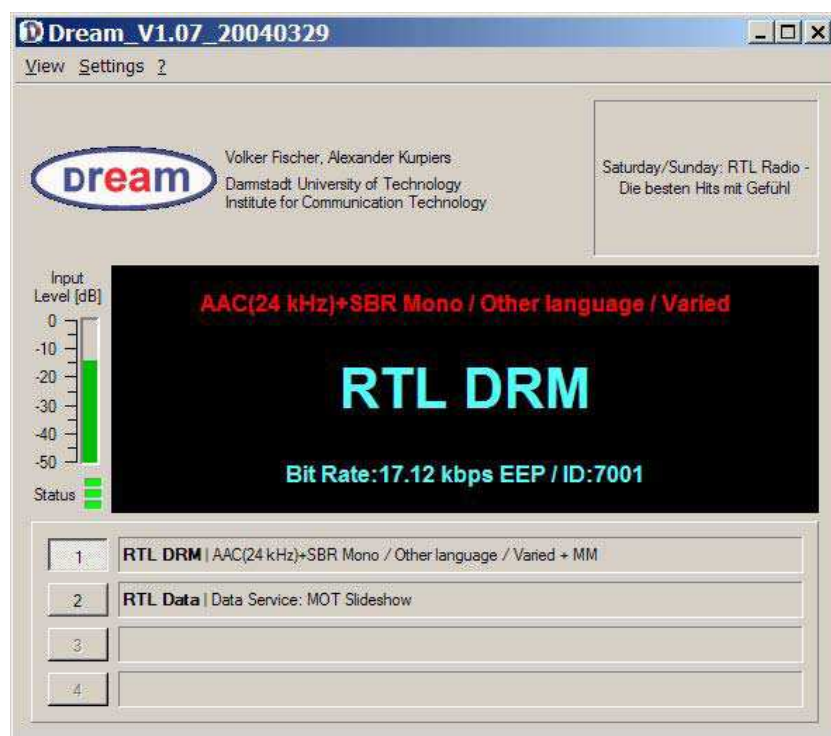 Dream_V1.07_20040329
View Settings ?
Dream
Volker Fischer, Alexander Kurpiers
Darmstadt University of Technology
Institute for Communication Technology
Saturday/Sunday: RTL Radio -
Die besten Hits mit Gefühl
Input
Level [dB]
0
-10
-20
-30
-40
-50
Status
AAC(24 kHz)+SBR Mono / Other language / Varied
RTL DRM
Bit Rate:17.12 kbps EEP / ID:7001
1 RTL DRM | AAC(24 kHz)+SBR Mono / Other language / Varied + MM
2 RTL Data | Data Service: MOT Slideshow
3
4